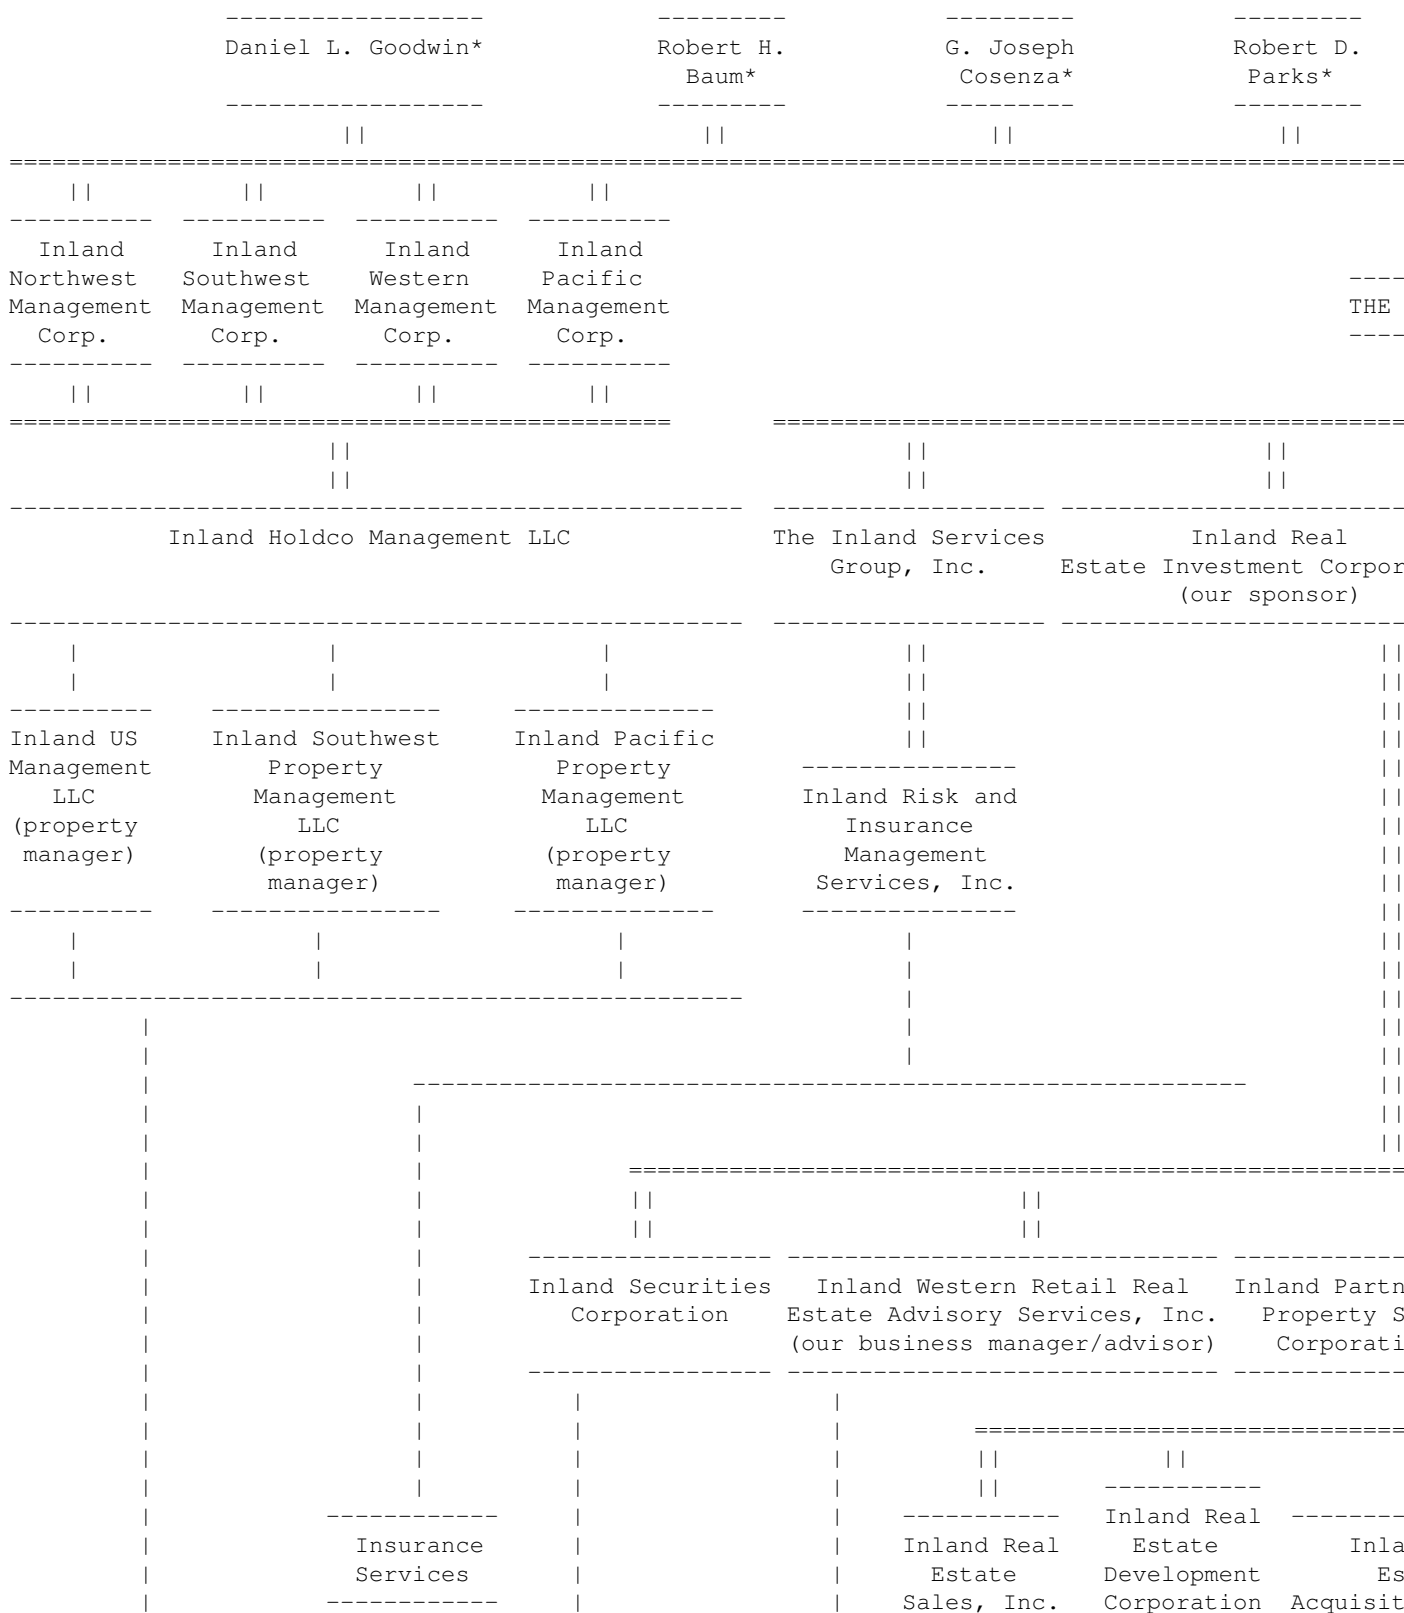 Daniel L. Goodwin* Robert H. G. Joseph Robert D.
Baum* Cosenza* Parks*
Inland Inland Inland Inland
Northwest Southwest Western Pacific
Management Management Management Management THE
Corp. Corp. Corp. Corp.
Inland Holdco Management LLC The Inland Services Inland Real
Group, Inc. Estate Investment Corpor
(our sponsor)
Inland US Inland Southwest Inland Pacific
Management Property Property
LLC Management Management Inland Risk and
(property LLC LLC Insurance
manager) (property (property Management
manager) manager) Services, Inc.
Inland Securities Inland Western Retail Real Inland Partn
Corporation Estate Advisory Services, Inc. Property S
(our business manager/advisor) Corporati
Inland Real
Insurance Inland Real Estate Inla
Services Estate Development Es
Sales, Inc. Corporation Acquisit